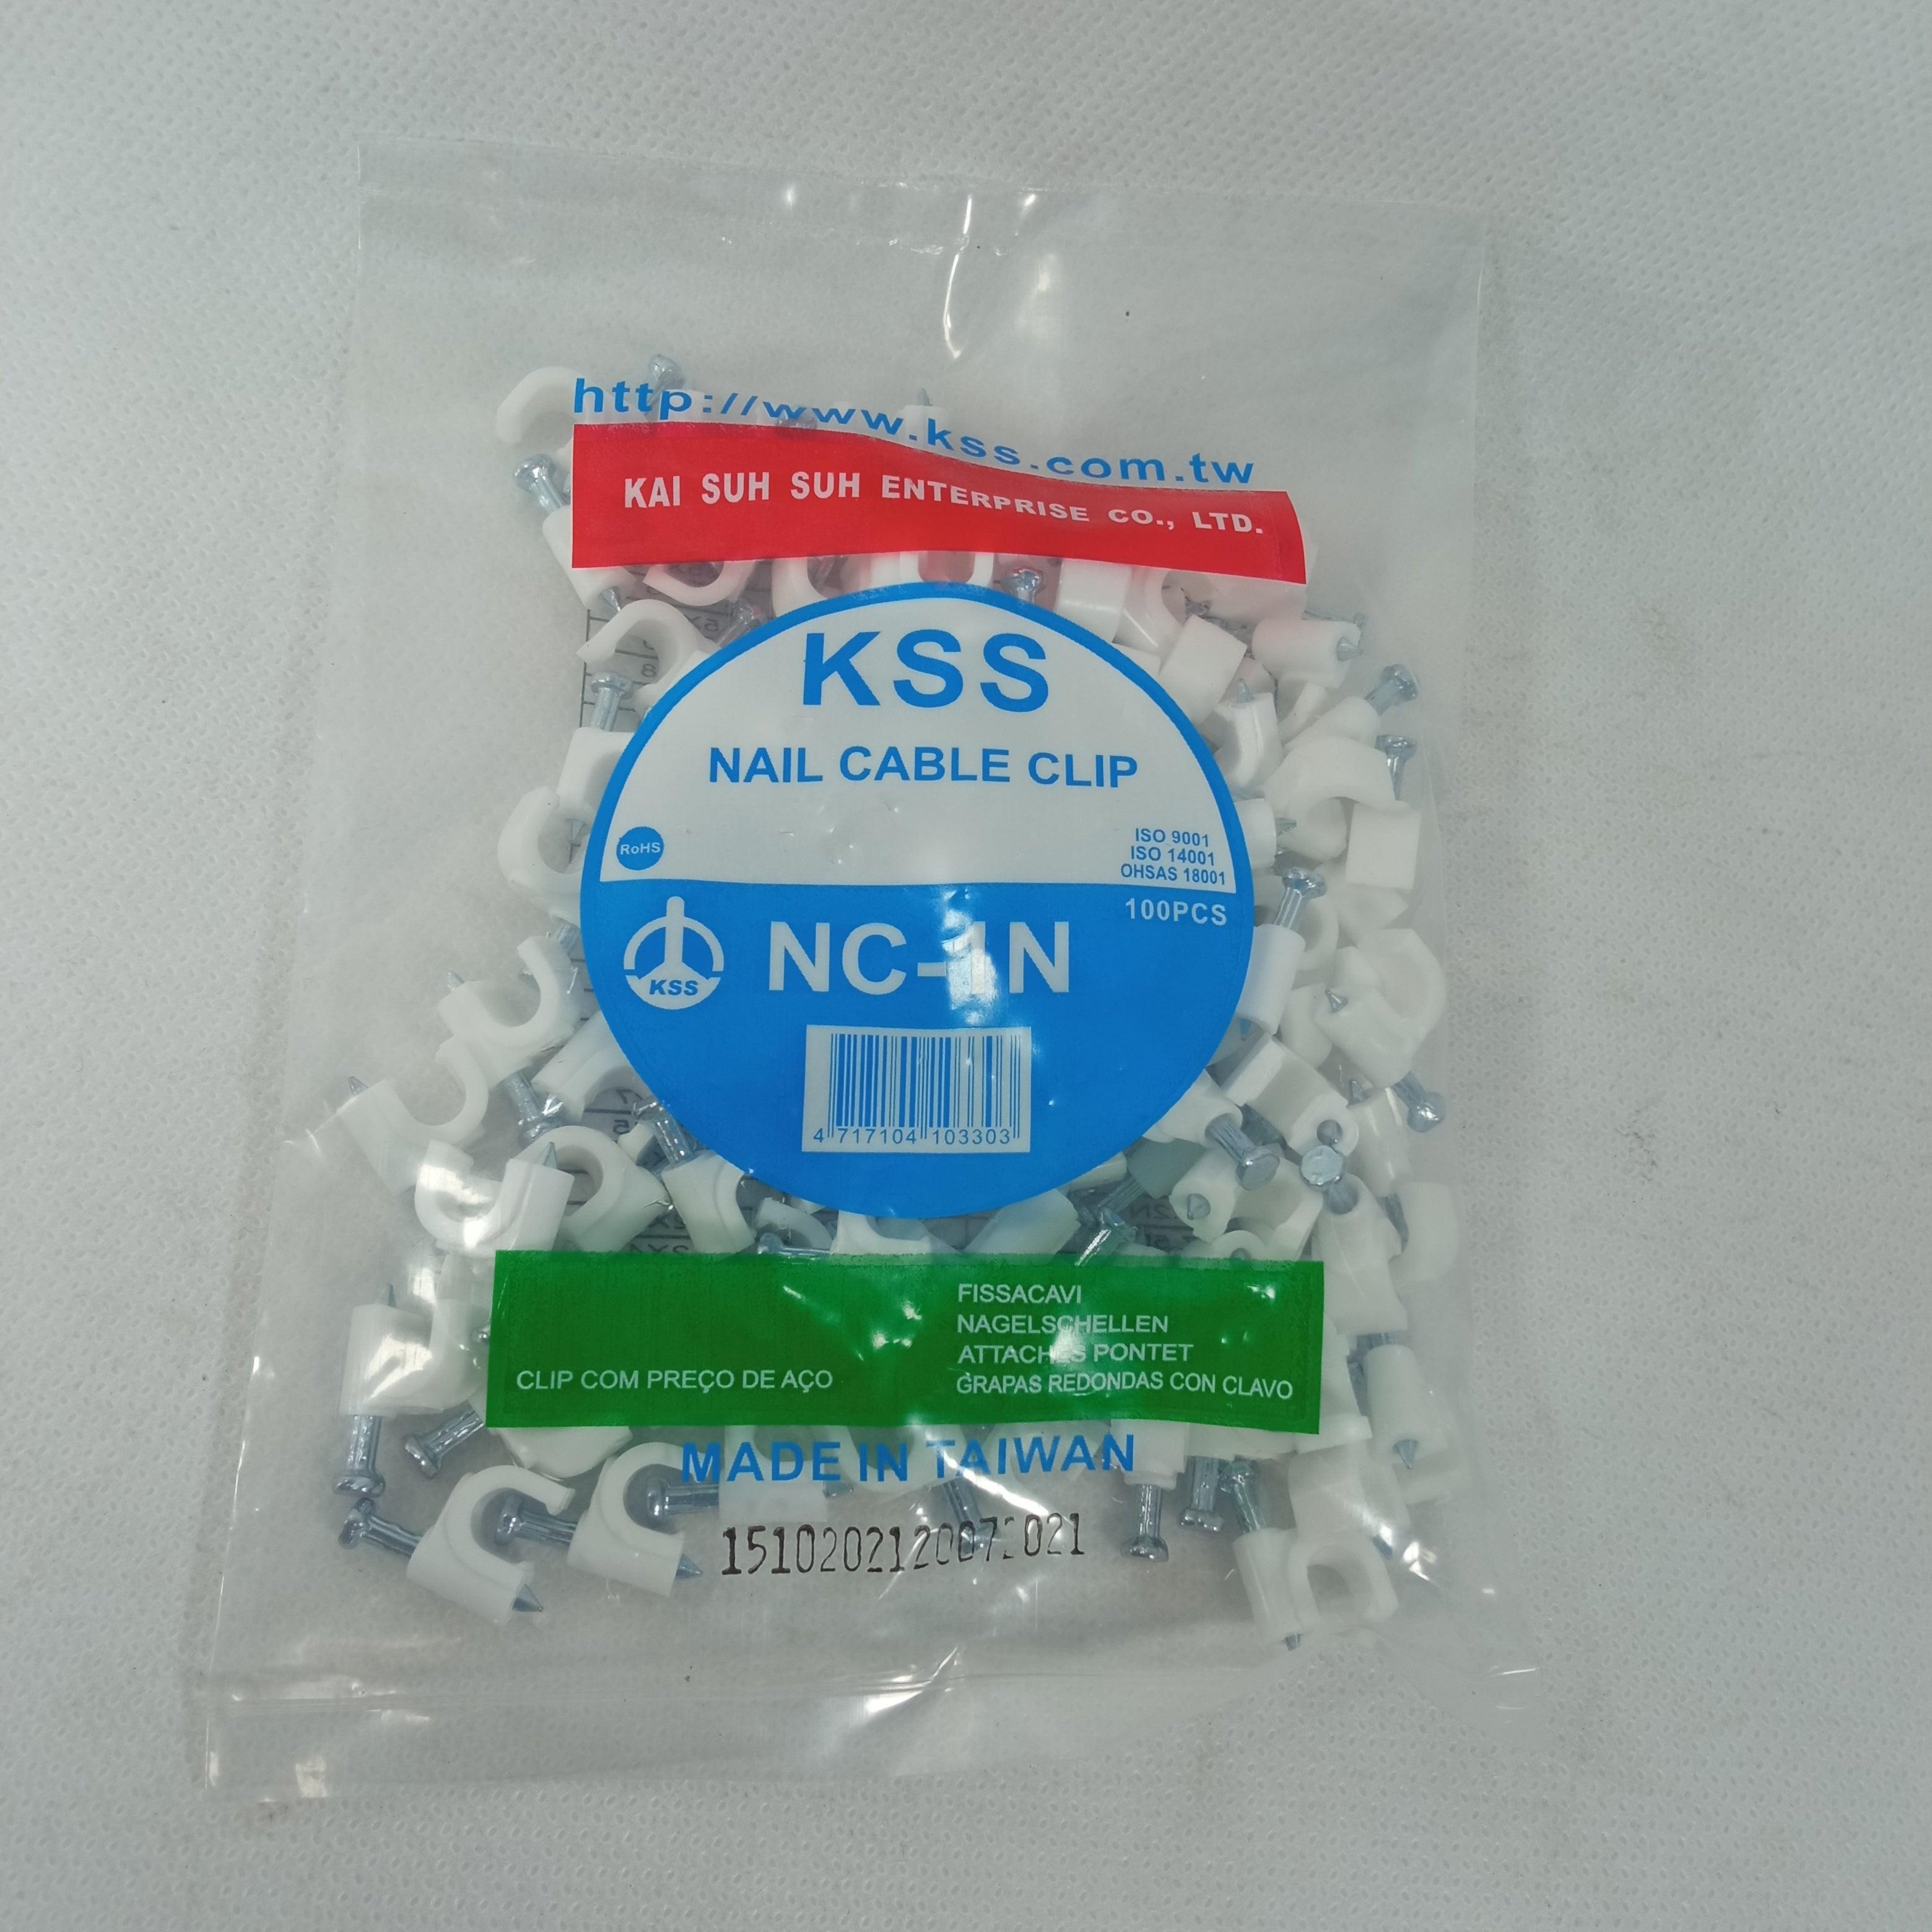 http://www.kss.com.tw
KAI SUH SUH ENTERPRISE CO., LTD.
KSS
NAIL CABLE CLIP
RoHS
ISO 9001
ISO 14001
OHSAS 18001
100PCS
KSS
NC-1N
4 717104 103303
FISSACAVI
NAGELSCHELLEN
ATTACHES PONTET
CLIP COM PREÇO DE AÇO
GRAPAS REDONDAS CON CLAVO
MADE IN TAIWAN